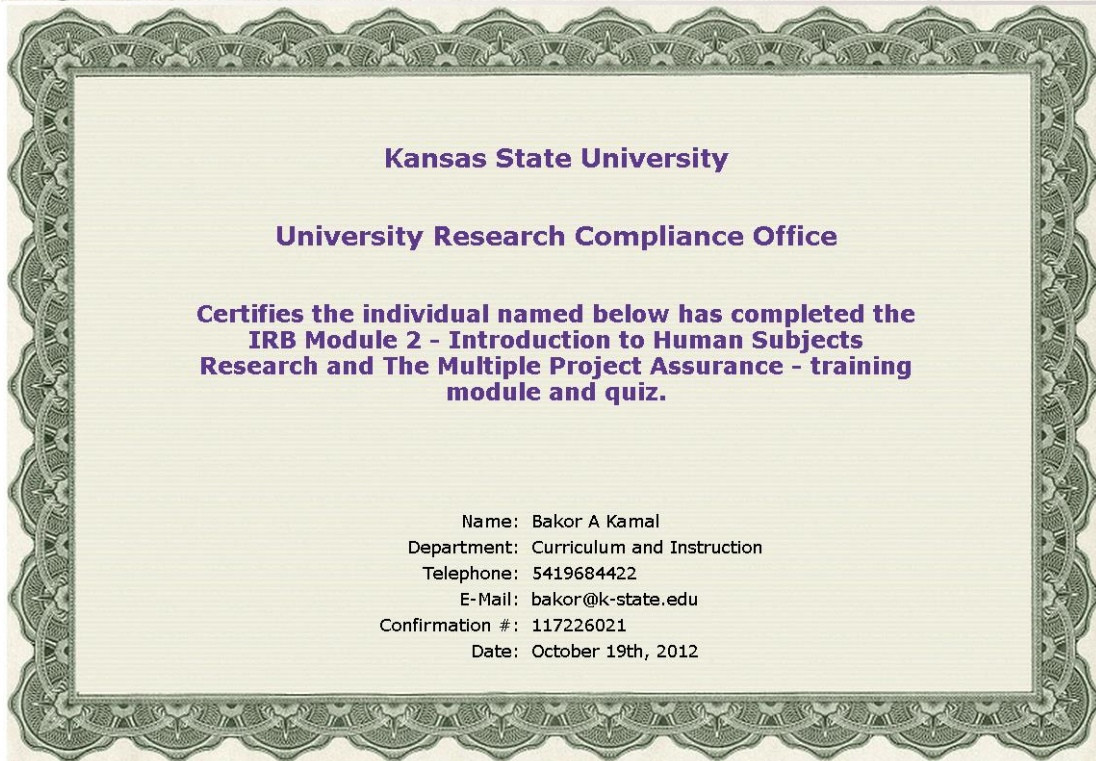 Kansas State University
University Research Compliance Office
Certifies the individual named below has completed the
IRB Module 2 - Introduction to Human Subjects
Research and The Multiple Project Assurance - training
module and quiz.
Name: Bakor A Kamal
Department: Curriculum and Instruction
Telephone: 5419684422
E-Mail: bakor@k-state.edu
Confirmation #: 117226021
Date: October 19th, 2012